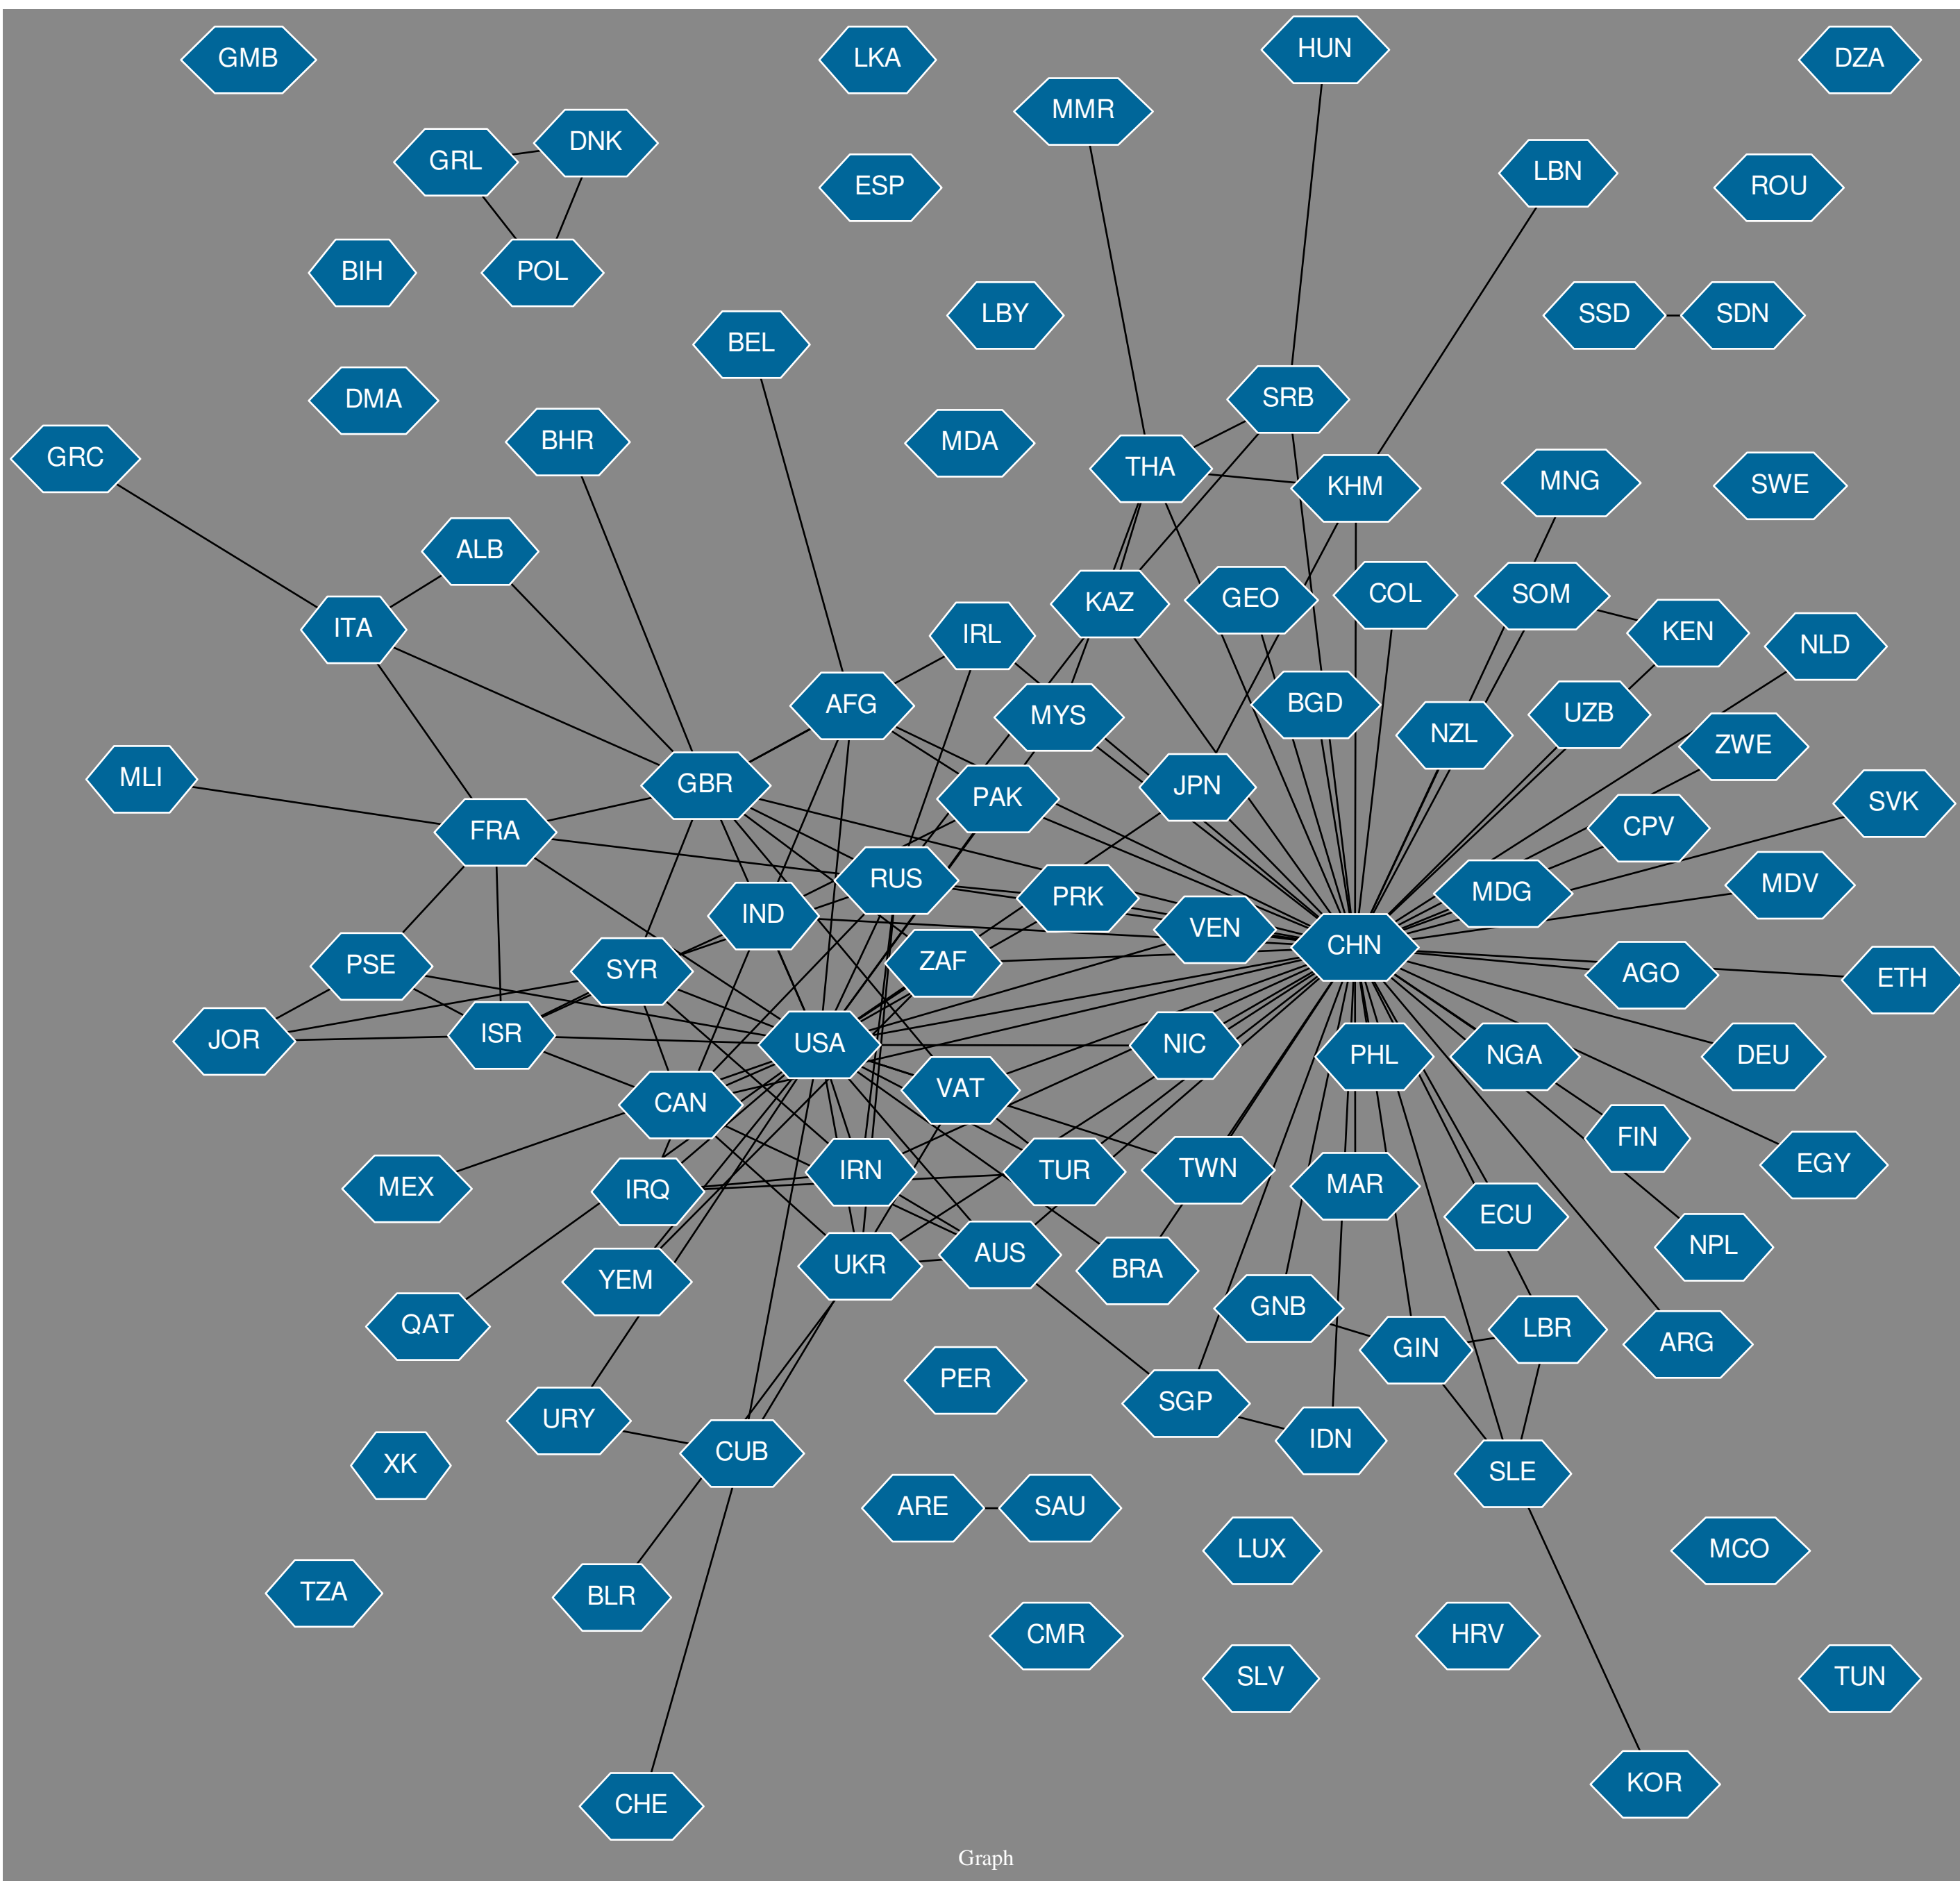 GMB
LKA
HUN
DZA
MMR
DNK
GRL
LBN
ESP
ROU
BIH
POL
LBY
SSD
SDN
BEL
DMA
SRB
BHR
MDA
GRC
THA
KHM
MNG
SWE
ALB
KAZ
GEO
COL
SOM
ITA
IRL
KEN
NLD
AFG
MYS
BGD
UZB
NZL
ZWE
MLI
GBR
PAK
JPN
SVK
FRA
CPV
RUS
PRK
MDG
MDV
IND
VEN
CHN
PSE
SYR
ZAF
AGO
ETH
JOR
ISR
USA
NIC
PHL
NGA
DEU
CAN
VAT
FIN
MEX
IRQ
IRN
TUR
TWN
MAR
EGY
ECU
NPL
YEM
UKR
AUS
BRA
QAT
GNB
GIN
LBR
ARG
PER
URY
SGP
XK
CUB
IDN
SLE
ARE
SAU
LUX
MCO
TZA
BLR
CMR
HRV
SLV
TUN
CHE
KOR
Graph